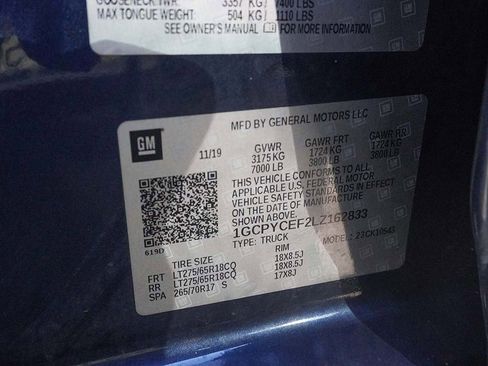 GOOSENECK TWR: 3357 KG 7400 LBS
MAX TONGUE WEIGHT 504 KG 1110 LBS
SEE OWNER'S MANUAL FOR
GM
MFD BY GENERAL MOTORS LLC
11/19 GVWR GAWR FRT GAWR RR
3175 KG 1724 KG 1724 KG
7000 LB 3800 LB 3800 LB
THIS VEHICLE CONFORMS TO ALL
APPLICABLE U.S. FEDERAL MOTOR
VEHICLE SAFETY STANDARDS IN EFFECT
ON THE DATE OF MANUFACTURE
SHOWN ABOVE.
1GCPYCEF2LZ162833
TYPE: TRUCK MODEL: 23CK10543
619D
TIRE SIZE RIM
FRT LT275/65R18CQ 18X8.5J
RR LT275/65R18CQ 18X8.5J
SPA 265/70R17 S 17X8J